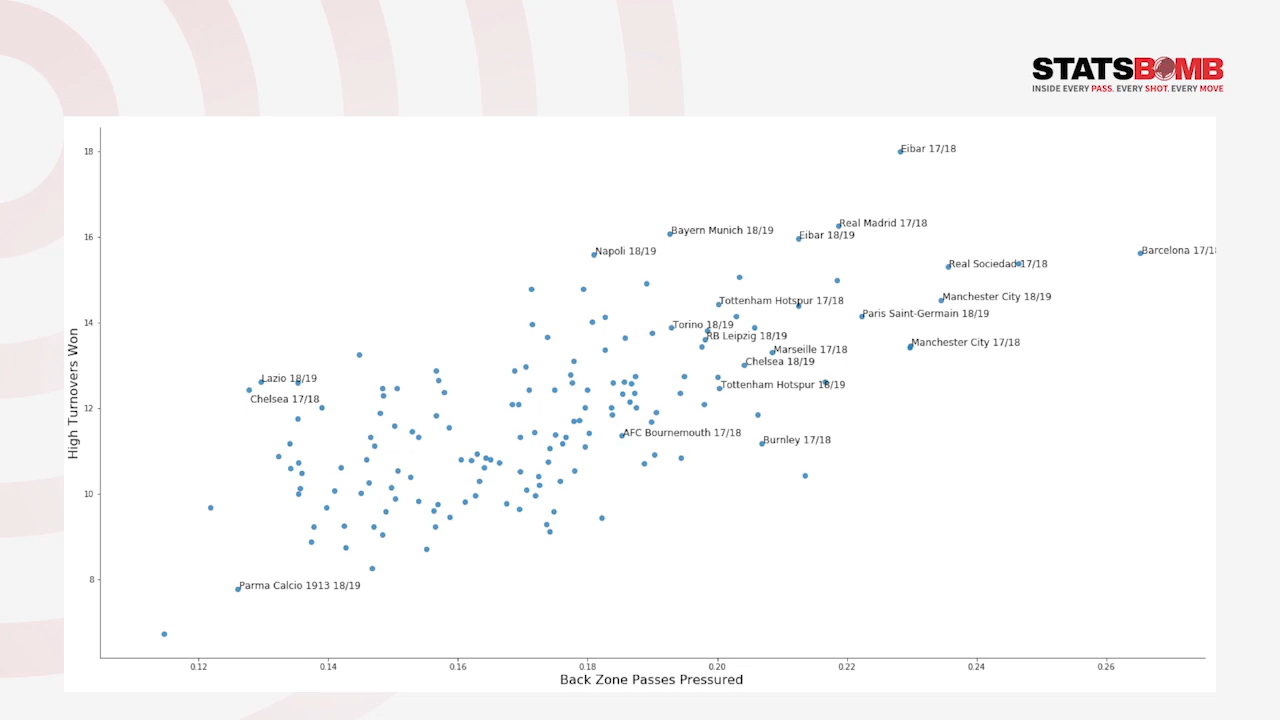 STATSBOMB
INSIDE EVERY PASS. EVERY SHOT. EVERY MOVE
18
Eibar 17/18
Real Madrid 17/18
Bayern Munich 18/19
Eibar 18/19
16
Napoli 18/19
Barcelona 17/18
Real Sociedad 17/18
Manchester City 18/19
Tottenham Hotspur 17/18
Paris Saint-Germain 18/19
14
Torino 18/19
RB Leipzig 18/19
Manchester City 17/18
Marseille 17/18
Chelsea 18/19
Lazio 18/19
Tottenham Hotspur 18/19
Chelsea 17/18
12
AFC Bournemouth 17/18
Burnley 17/18
High Turnovers Won
10
8
Parma Calcio 1913 18/19
0.12 0.14 0.16 0.18 0.20 0.22 0.24 0.26
Back Zone Passes Pressured